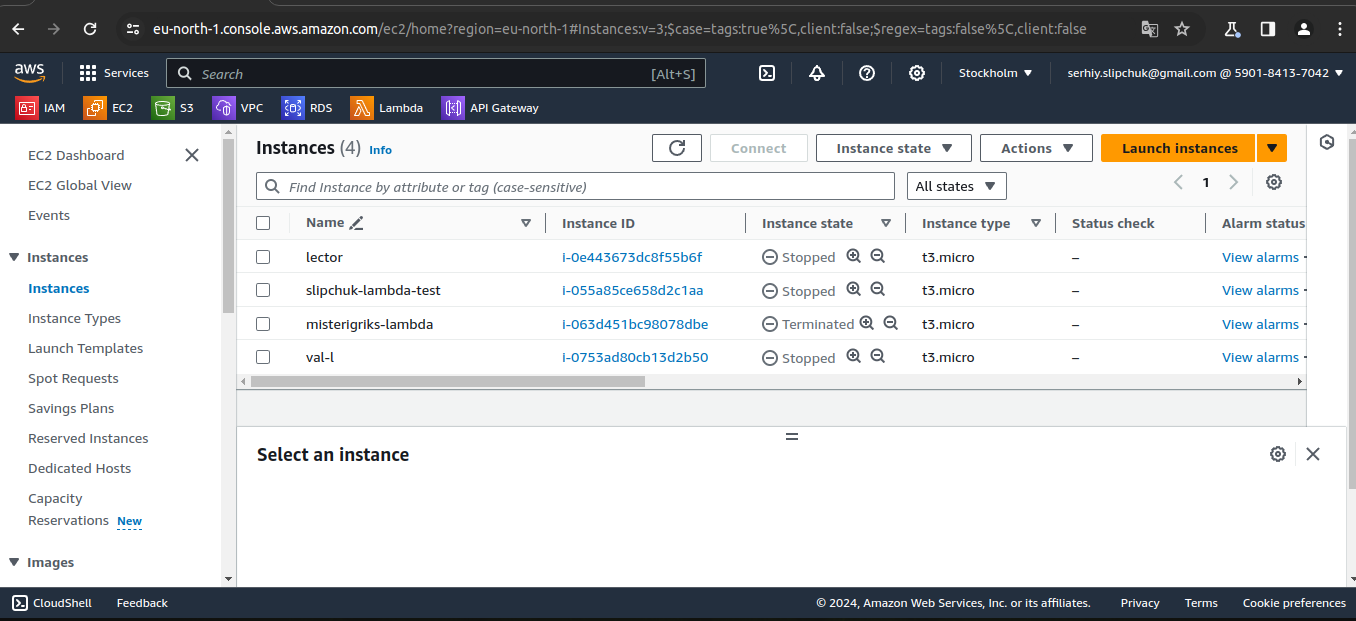 eu-north-1.console.aws.amazon.com/ec2/home?region=eu-north-1#Instances:v=3;$case=tags:true%5C,client:false;$regex=tags:false%5C,client:false
aws Services Search [Alt+S] Stockholm serhiy.slipchuk@gmail.com @ 5901-8413-7042
IAM EC2 S3 VPC RDS Lambda API Gateway
EC2 Dashboard
EC2 Global View
Events
Instances
Instances
Instance Types
Launch Templates
Spot Requests
Savings Plans
Reserved Instances
Dedicated Hosts
Capacity
Reservations New
Images
Instances (4) Info Connect Instance state Actions Launch instances
Find Instance by attribute or tag (case-sensitive) All states 1
Name Instance ID Instance state Instance type Status check Alarm status
lector i-0e443673dc8f55b6f Stopped t3.micro – View alarms
slipchuk-lambda-test i-055a85ce658d2c1aa Stopped t3.micro – View alarms
misterigriks-lambda i-063d451bc98078dbe Terminated t3.micro – View alarms
val-l i-0753ad80cb13d2b50 Stopped t3.micro – View alarms
Select an instance
CloudShell Feedback © 2024, Amazon Web Services, Inc. or its affiliates. Privacy Terms Cookie preferences